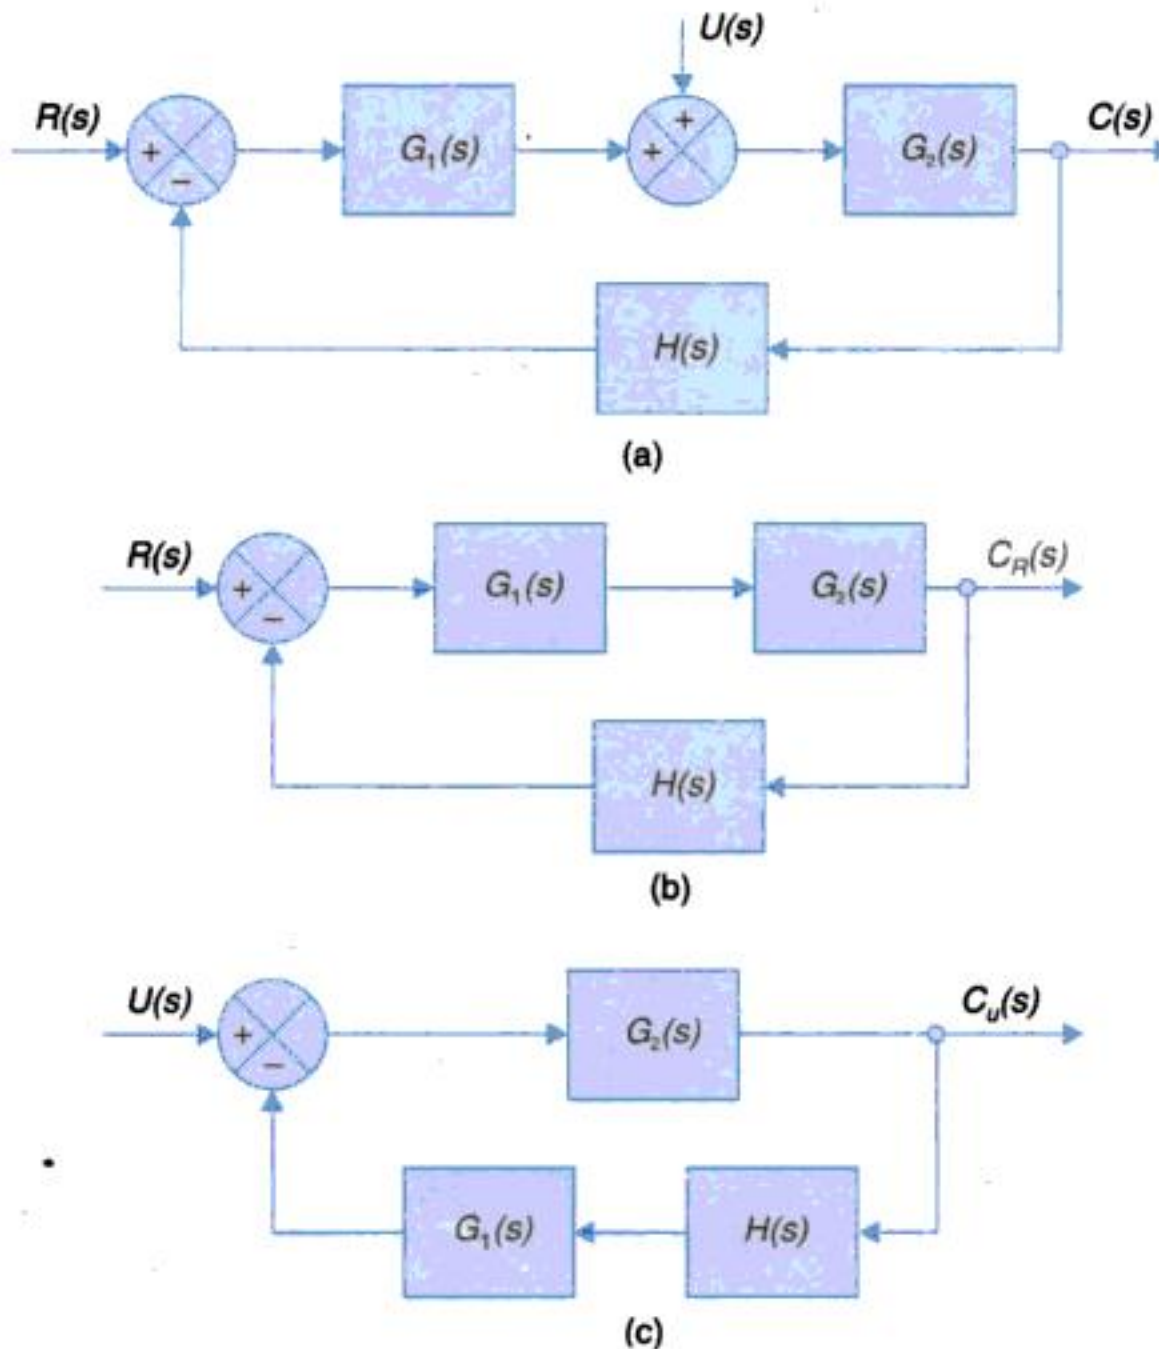 U(s)
R(s) + − G₁(s) + + G₂(s) C(s)
H(s)
(a)
R(s) + − G₁(s) G₂(s) C_R(s)
H(s)
(b)
U(s) + − G₂(s) C_u(s)
G₁(s) H(s)
(c)